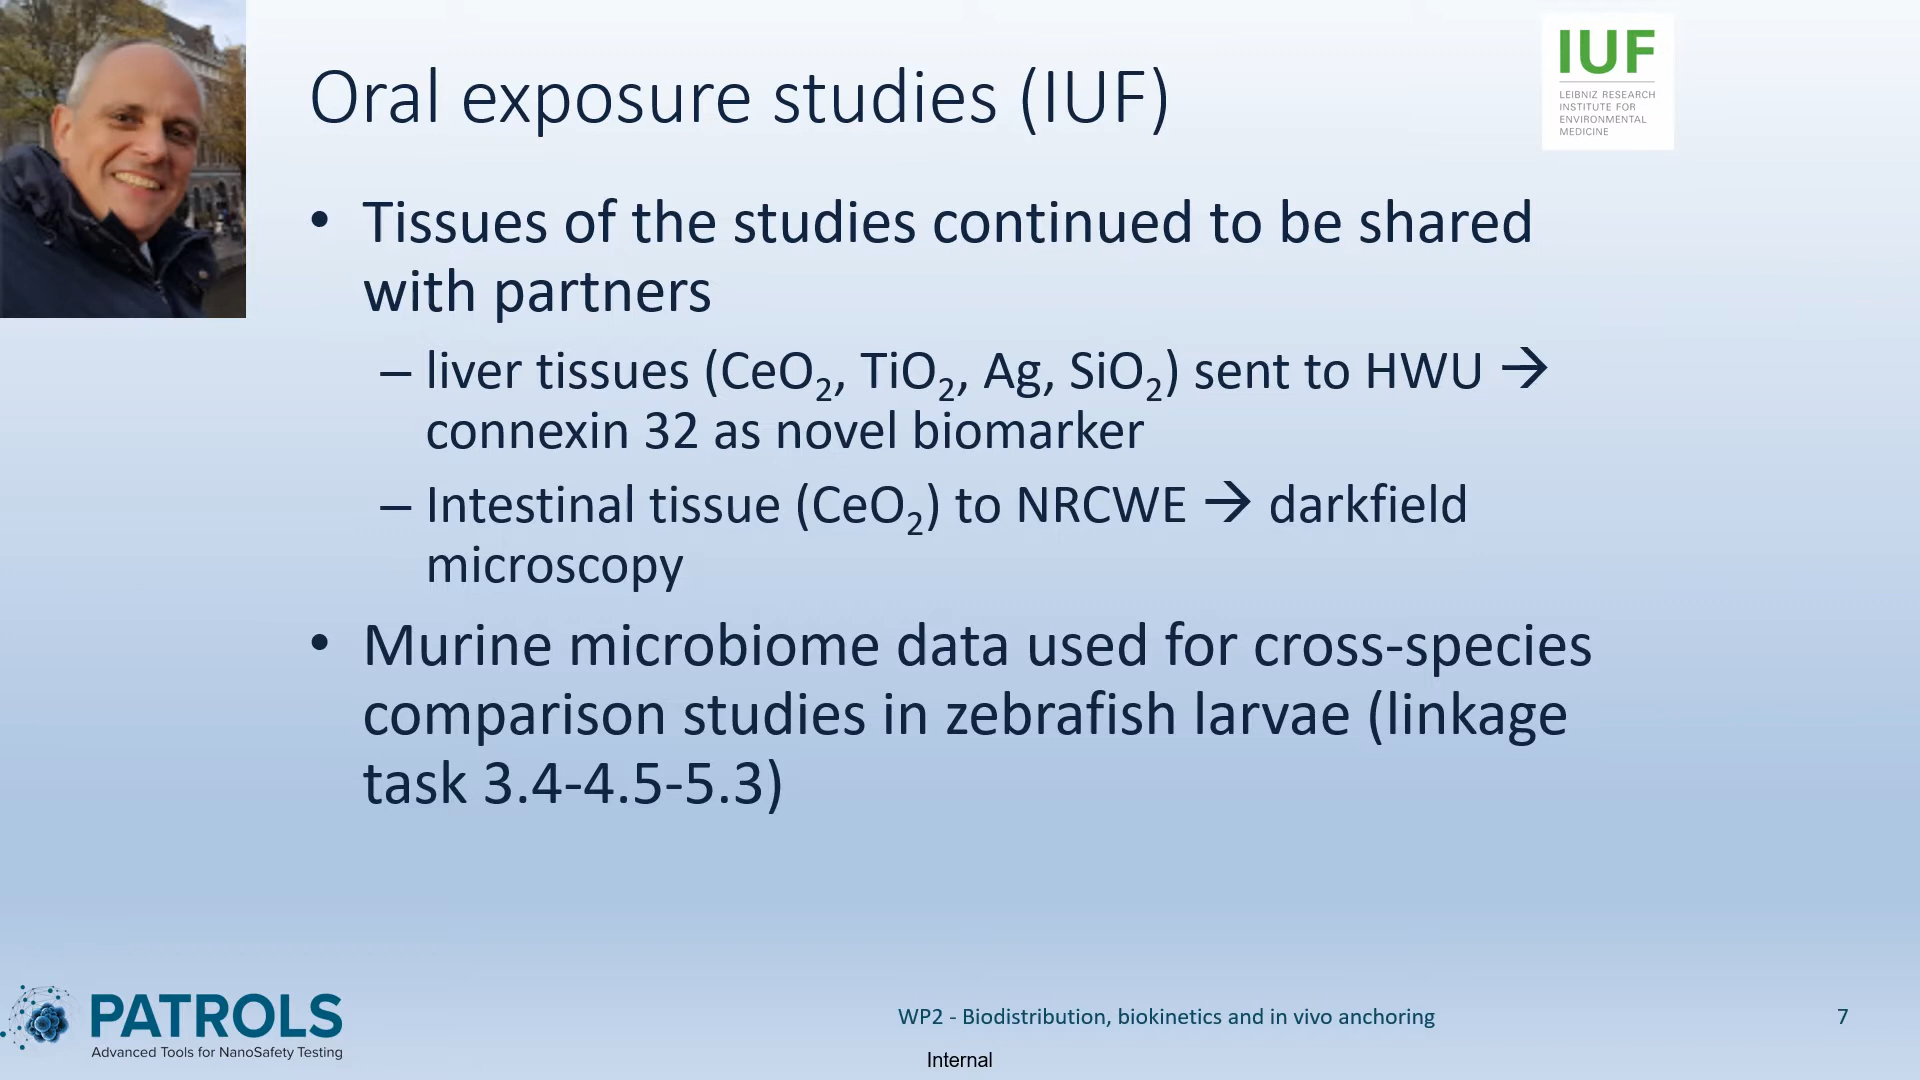 Oral exposure studies (IUF)
IUF
LEIBNIZ RESEARCH
INSTITUTE FOR
ENVIRONMENTAL
MEDICINE
• Tissues of the studies continued to be shared
with partners
– liver tissues (CeO₂, TiO₂, Ag, SiO₂) sent to HWU →
connexin 32 as novel biomarker
– Intestinal tissue (CeO₂) to NRCWE → darkfield
microscopy
• Murine microbiome data used for cross-species
comparison studies in zebrafish larvae (linkage
task 3.4-4.5-5.3)
PATROLS
Advanced Tools for NanoSafety Testing
WP2 - Biodistribution, biokinetics and in vivo anchoring
7
Internal